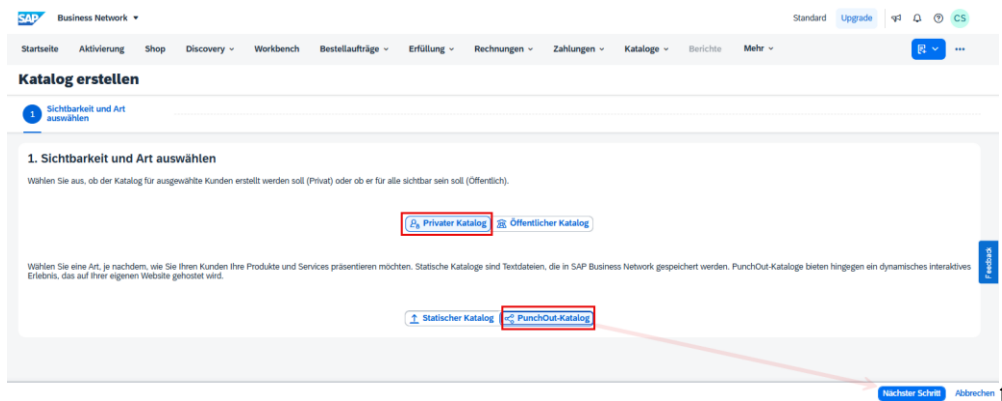 SAP Business Network Standard Upgrade CS
Startseite Aktivierung Shop Discovery Workbench Bestellaufträge Erfüllung Rechnungen Zahlungen Kataloge Berichte Mehr
Katalog erstellen
1 Sichtbarkeit und Art
auswählen
1. Sichtbarkeit und Art auswählen
Wählen Sie aus, ob der Katalog für ausgewählte Kunden erstellt werden soll (Privat) oder ob er für alle sichtbar sein soll (Öffentlich).
Privater Katalog Öffentlicher Katalog
Feedback
Wählen Sie eine Art, je nachdem, wie Sie Ihren Kunden Ihre Produkte und Services präsentieren möchten. Statische Kataloge sind Textdateien, die in SAP Business Network gespeichert werden. PunchOut-Kataloge bieten hingegen ein dynamisches interaktives
Erlebnis, das auf Ihrer eigenen Website gehostet wird.
Statischer Katalog PunchOut-Katalog
Nächster Schritt Abbrechen